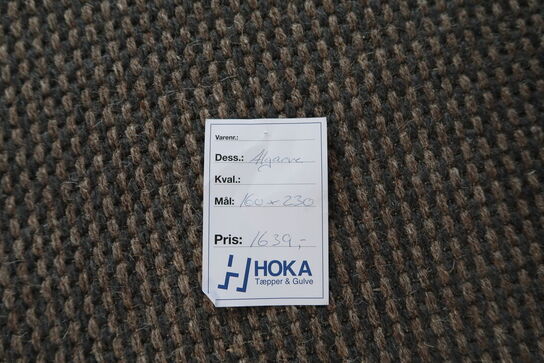 Varenr.:
Dess.: Algarve
Kval.:
Mål: 160 x 230
Pris: 1639,-
HOKA
Tæpper & Gulve